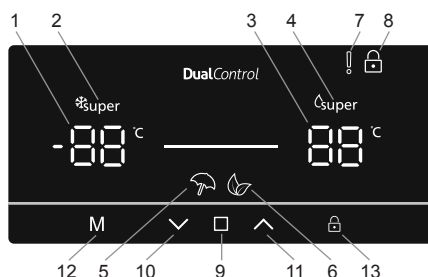 1 2 3 4 7 8
DualControl
super super
-88 °C 88 °C
M
12 5 10 9 11 6 13